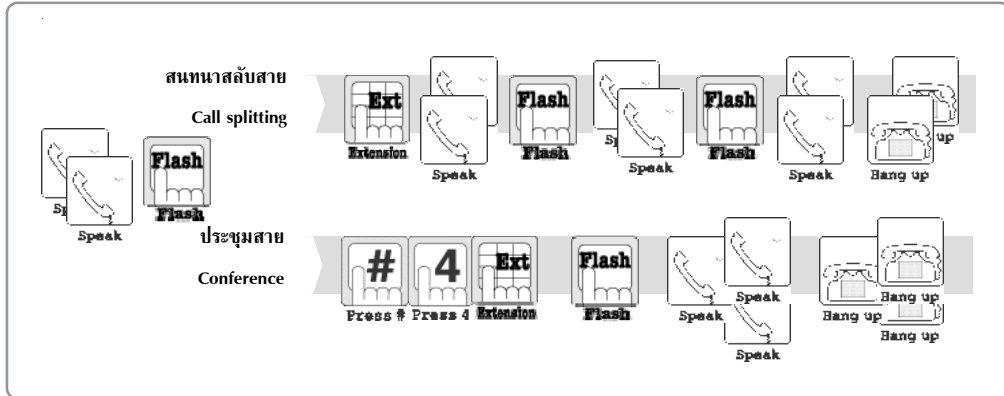 สนทนาสลับสาย
Call splitting
Ext
Extension
Speak
Flash
Flash
Sp
Speak
Flash
Flash
Speak
up
Hang up
Sp
Speak
Flash
Flash
ประชุมสาย
Conference
#
Press #
4
Press 4
Ext
Extension
Flash
Flash
Speak
Speak
Speak
Hang up
Hang up
Hang up